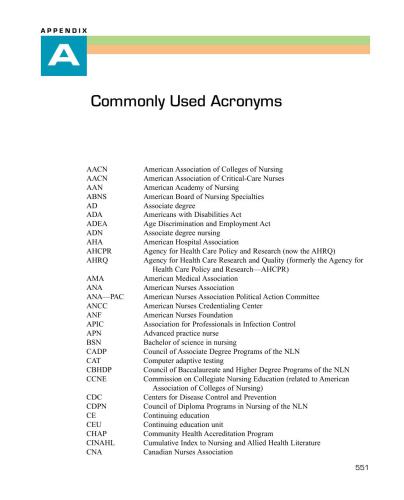 APPENDIX
A
Commonly Used Acronyms
AACN American Association of Colleges of Nursing
AACN American Association of Critical-Care Nurses
AAN American Academy of Nursing
ABNS American Board of Nursing Specialties
AD Associate degree
ADA Americans with Disabilities Act
ADEA Age Discrimination and Employment Act
ADN Associate degree nursing
AHA American Hospital Association
AHCPR Agency for Health Care Policy and Research (now the AHRQ)
AHRQ Agency for Health Care Research and Quality (formerly the Agency for
Health Care Policy and Research—AHCPR)
AMA American Medical Association
ANA American Nurses Association
ANA—PAC American Nurses Association Political Action Committee
ANCC American Nurses Credentialing Center
ANF American Nurses Foundation
APIC Association for Professionals in Infection Control
APN Advanced practice nurse
BSN Bachelor of science in nursing
CADP Council of Associate Degree Programs of the NLN
CAT Computer adaptive testing
CBHDP Council of Baccalaureate and Higher Degree Programs of the NLN
CCNE Commission on Collegiate Nursing Education (related to American
Association of Colleges of Nursing)
CDC Centers for Disease Control and Prevention
CDPN Council of Diploma Programs in Nursing of the NLN
CE Continuing education
CEU Continuing education unit
CHAP Community Health Accreditation Program
CINAHL Cumulative Index to Nursing and Allied Health Literature
CNA Canadian Nurses Association
551